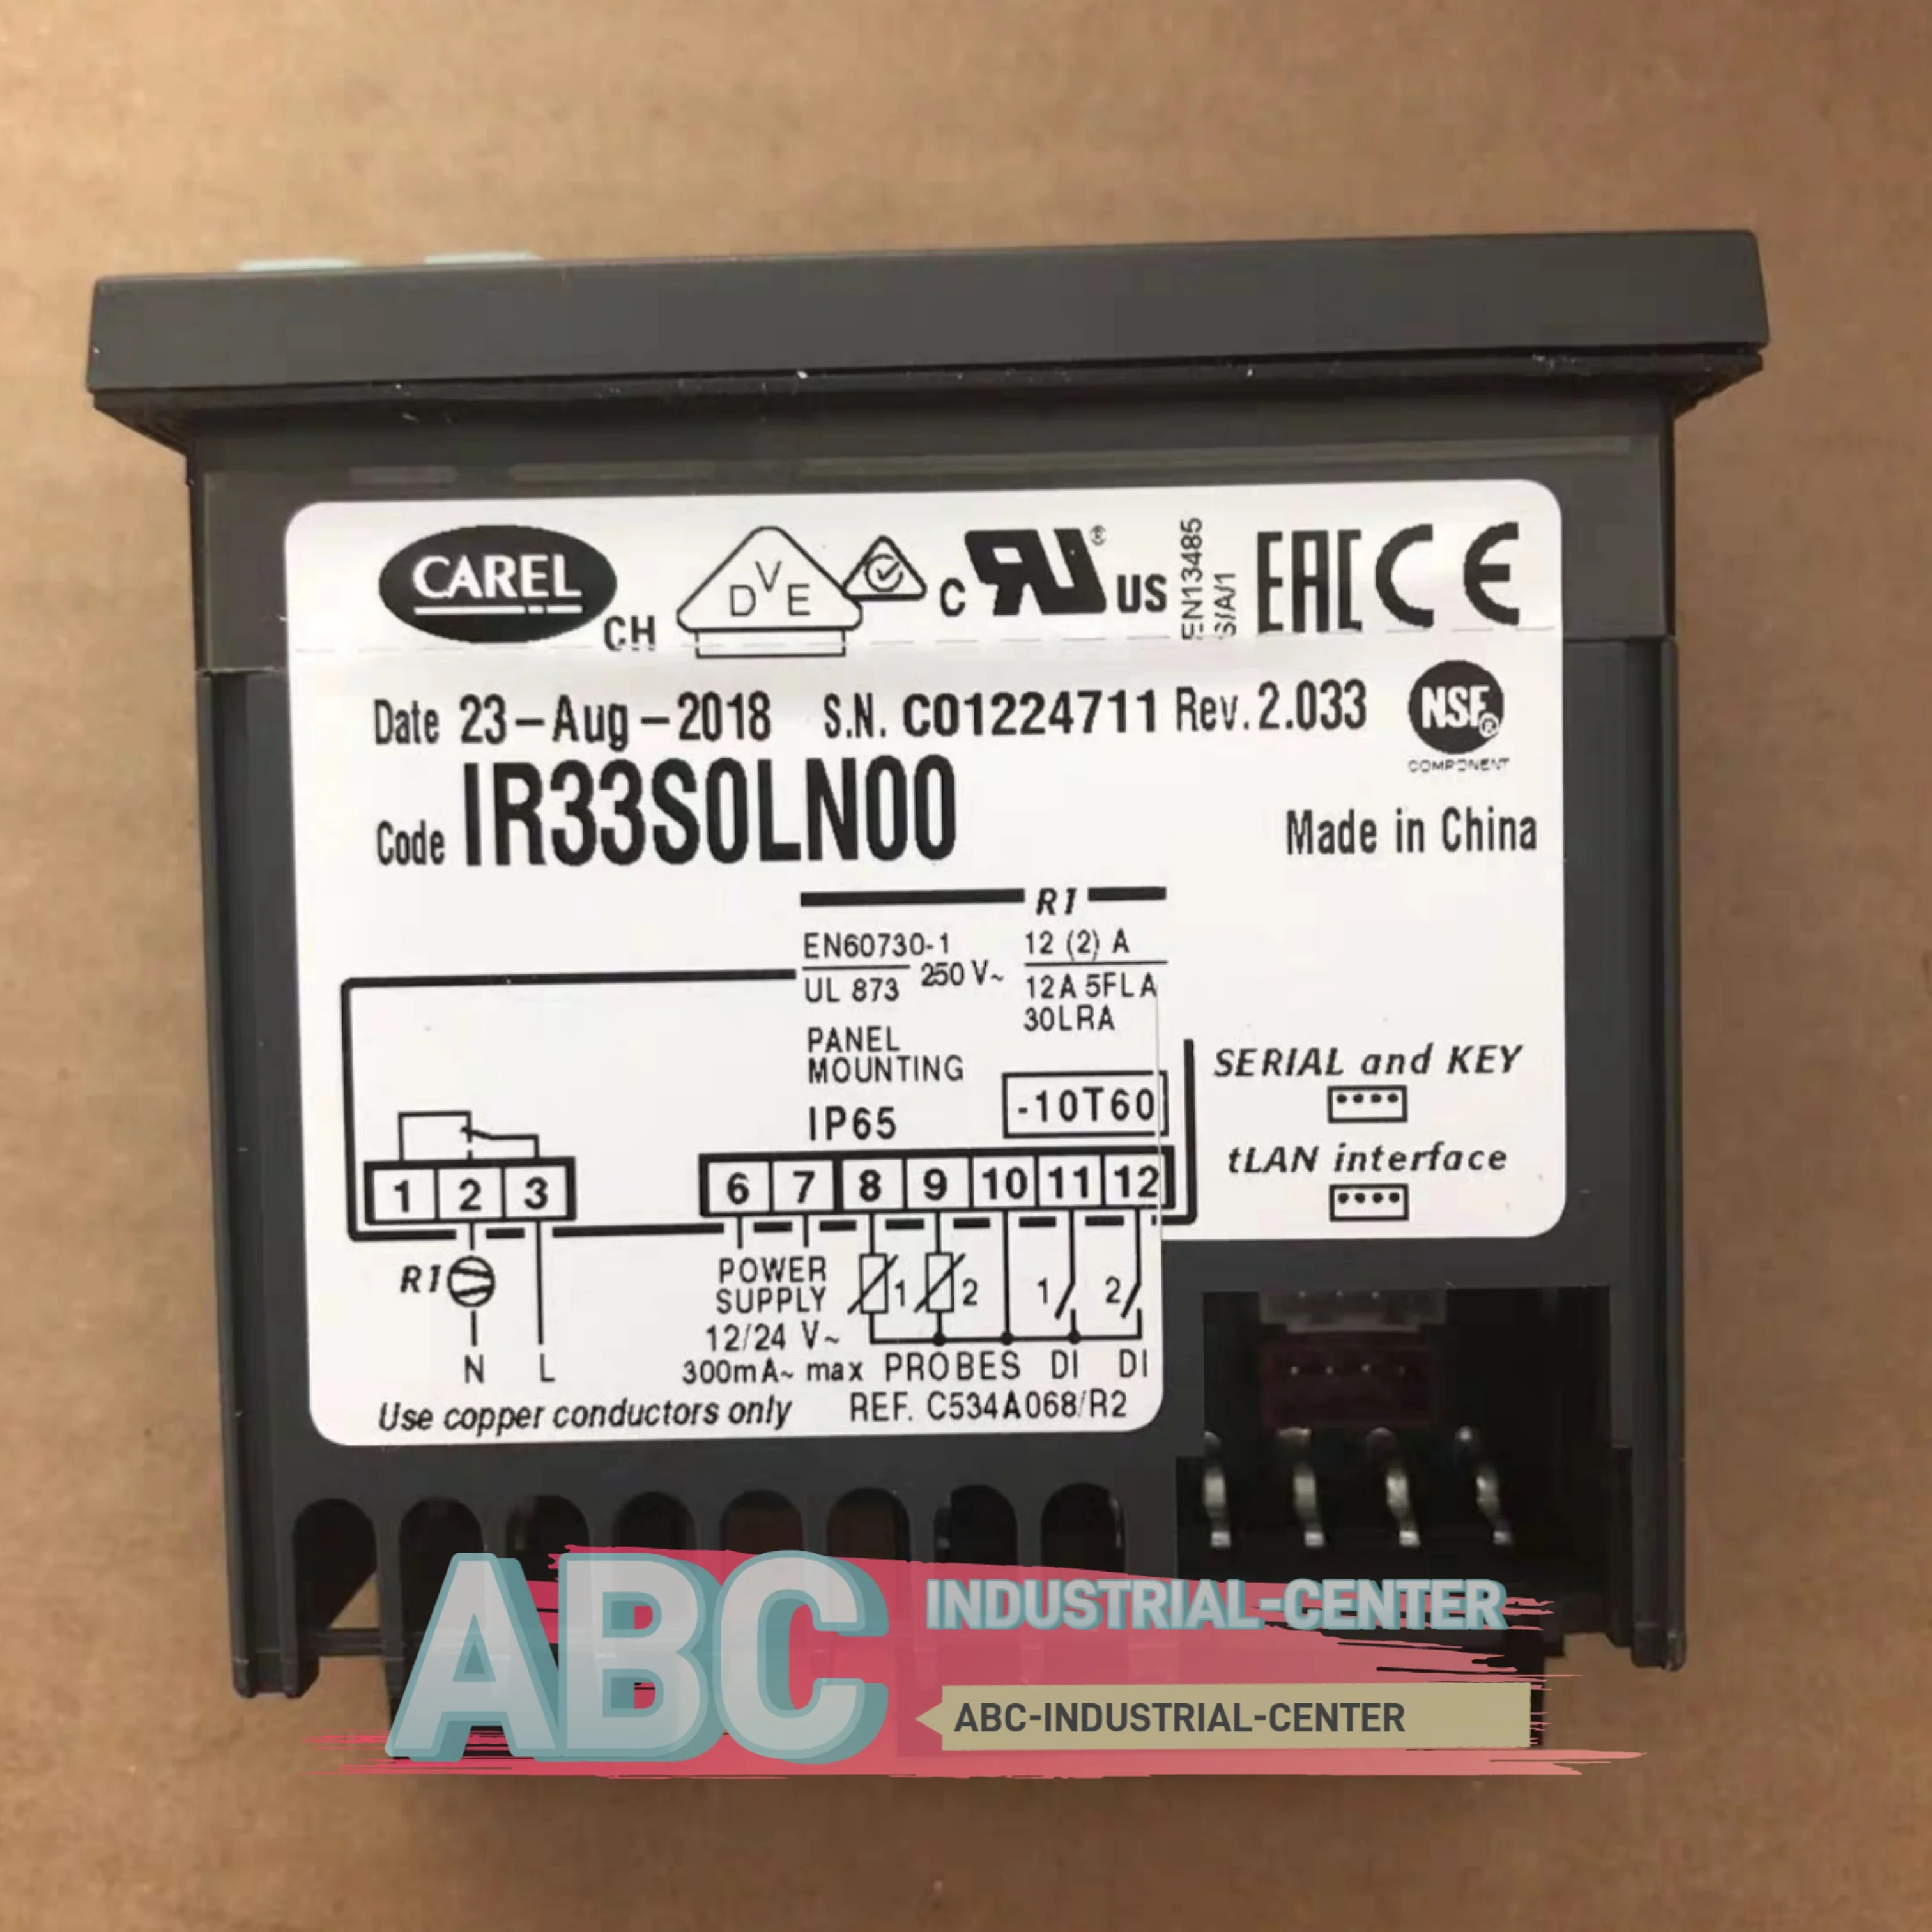 CAREL
CH
DVE
C
US
EN13485
S/A/1
EAC CE
Date 23-Aug-2018 S.N. C01224711 Rev. 2.033
NSF®
COMPONENT
Code IR33S0LN00
Made in China
R1
EN60730-1
UL 873
250 V~
12 (2) A
12A 5FLA
30LRA
PANEL
MOUNTING
IP65
-10T60
SERIAL and KEY
tLAN interface
1 2 3
6 7 8 9 10 11 12
R1
N L
POWER
SUPPLY
12/24 V~
300mA~ max
1 2 1 2
PROBES DI DI
Use copper conductors only
REF. C534A068/R2
ABC
INDUSTRIAL-CENTER
ABC-INDUSTRIAL-CENTER